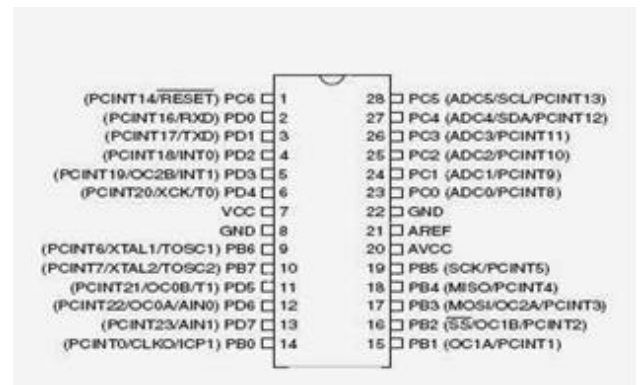 (PCINT14/RESET) PC6 1 28 PC5 (ADC5/SCL/PCINT13)
(PCINT16/RXD) PD0 2 27 PC4 (ADC4/SDA/PCINT12)
(PCINT17/TXD) PD1 3 26 PC3 (ADC3/PCINT11)
(PCINT18/INT0) PD2 4 25 PC2 (ADC2/PCINT10)
(PCINT19/OC2B/INT1) PD3 5 24 PC1 (ADC1/PCINT9)
(PCINT20/XCK/T0) PD4 6 23 PC0 (ADC0/PCINT8)
VCC 7 22 GND
GND 8 21 AREF
(PCINT6/XTAL1/TOSC1) PB6 9 20 AVCC
(PCINT7/XTAL2/TOSC2) PB7 10 19 PB5 (SCK/PCINT5)
(PCINT21/OC0B/T1) PD5 11 18 PB4 (MISO/PCINT4)
(PCINT22/OC0A/AIN0) PD6 12 17 PB3 (MOSI/OC2A/PCINT3)
(PCINT23/AIN1) PD7 13 16 PB2 (SS/OC1B/PCINT2)
(PCINT0/CLKO/ICP1) PB0 14 15 PB1 (OC1A/PCINT1)